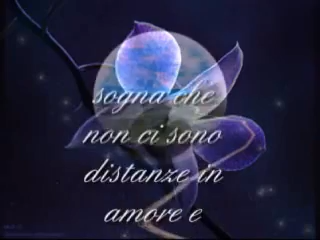 sogna che
non ci sono
distanze in
amore e